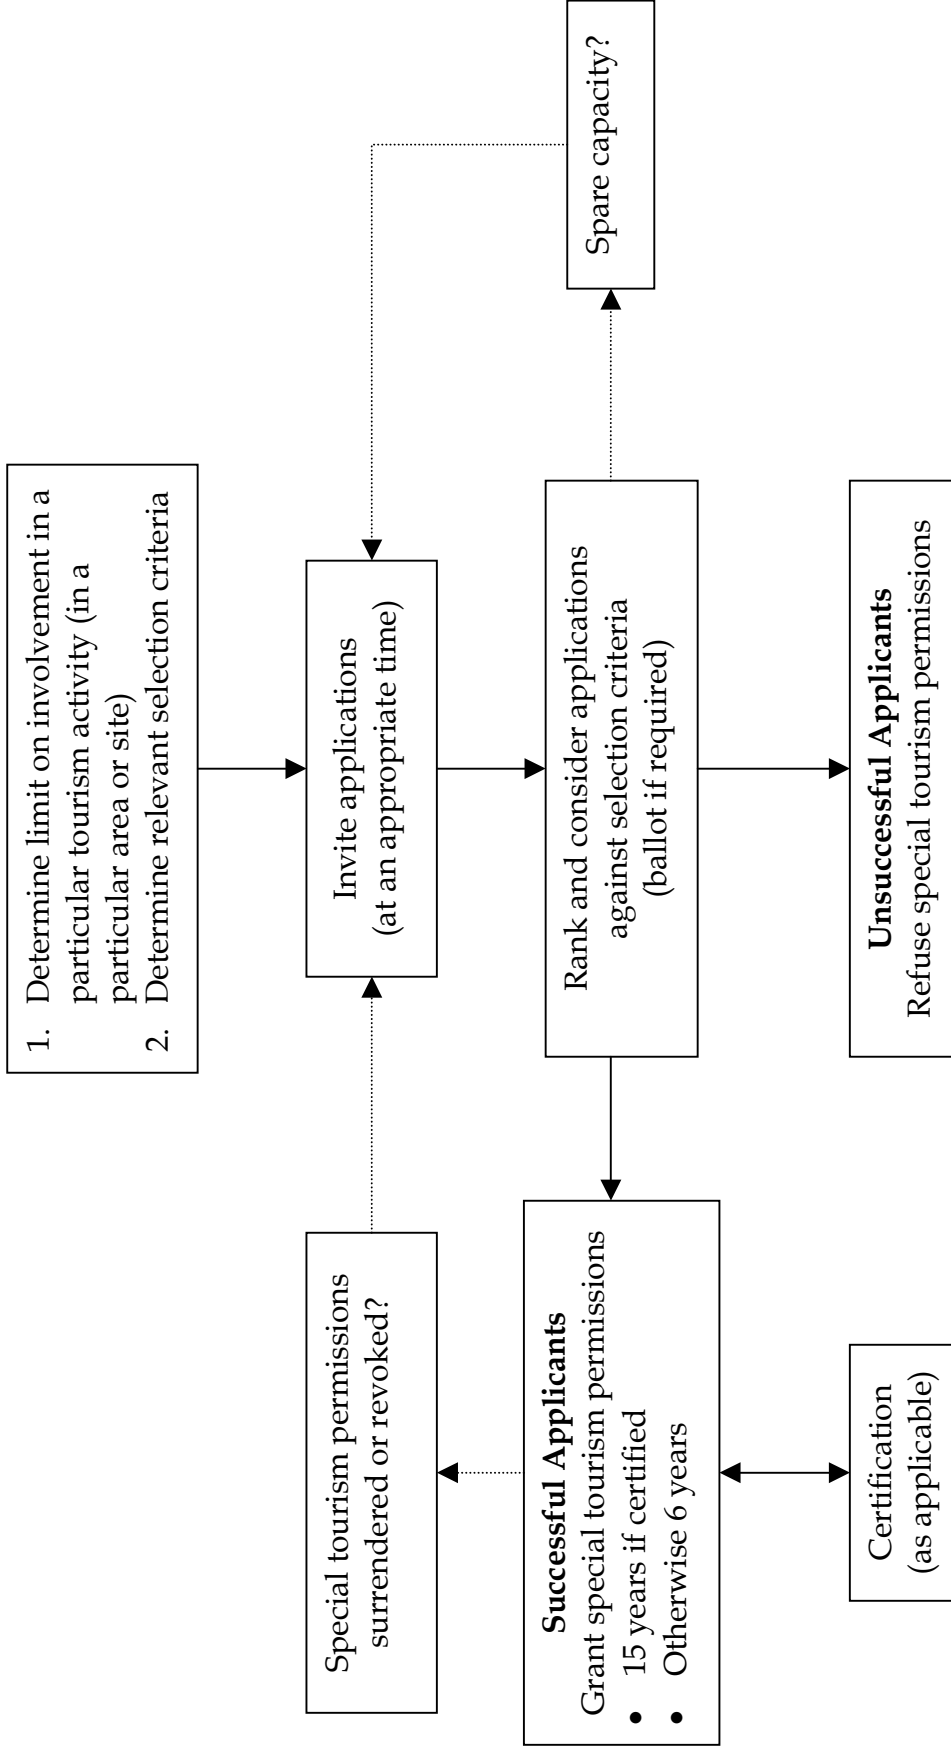 1. Determine limit on involvement in a
particular tourism activity (in a
particular area or site)
2. Determine relevant selection criteria
Special tourism permissions
surrendered or revoked?
Invite applications
(at an appropriate time)
Successful Applicants
Grant special tourism permissions
• 15 years if certified
• Otherwise 6 years
Rank and consider applications
against selection criteria
(ballot if required)
Spare capacity?
Certification
(as applicable)
Unsuccessful Applicants
Refuse special tourism permissions